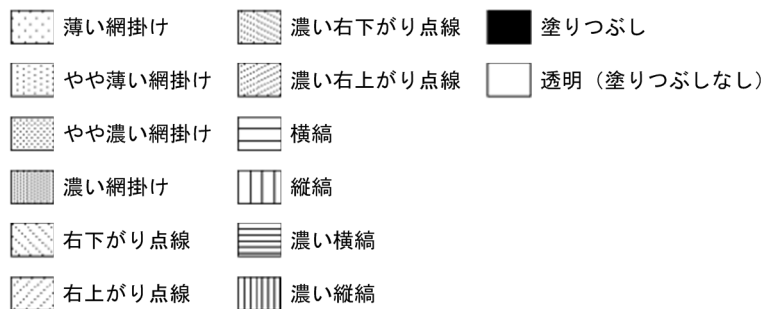 薄い網掛け
やや薄い網掛け
やや濃い網掛け
濃い網掛け
右下がり点線
右上がり点線
濃い右下がり点線
濃い右上がり点線
横縞
縦縞
濃い横縞
濃い縦縞
塗りつぶし
透明（塗りつぶしなし）